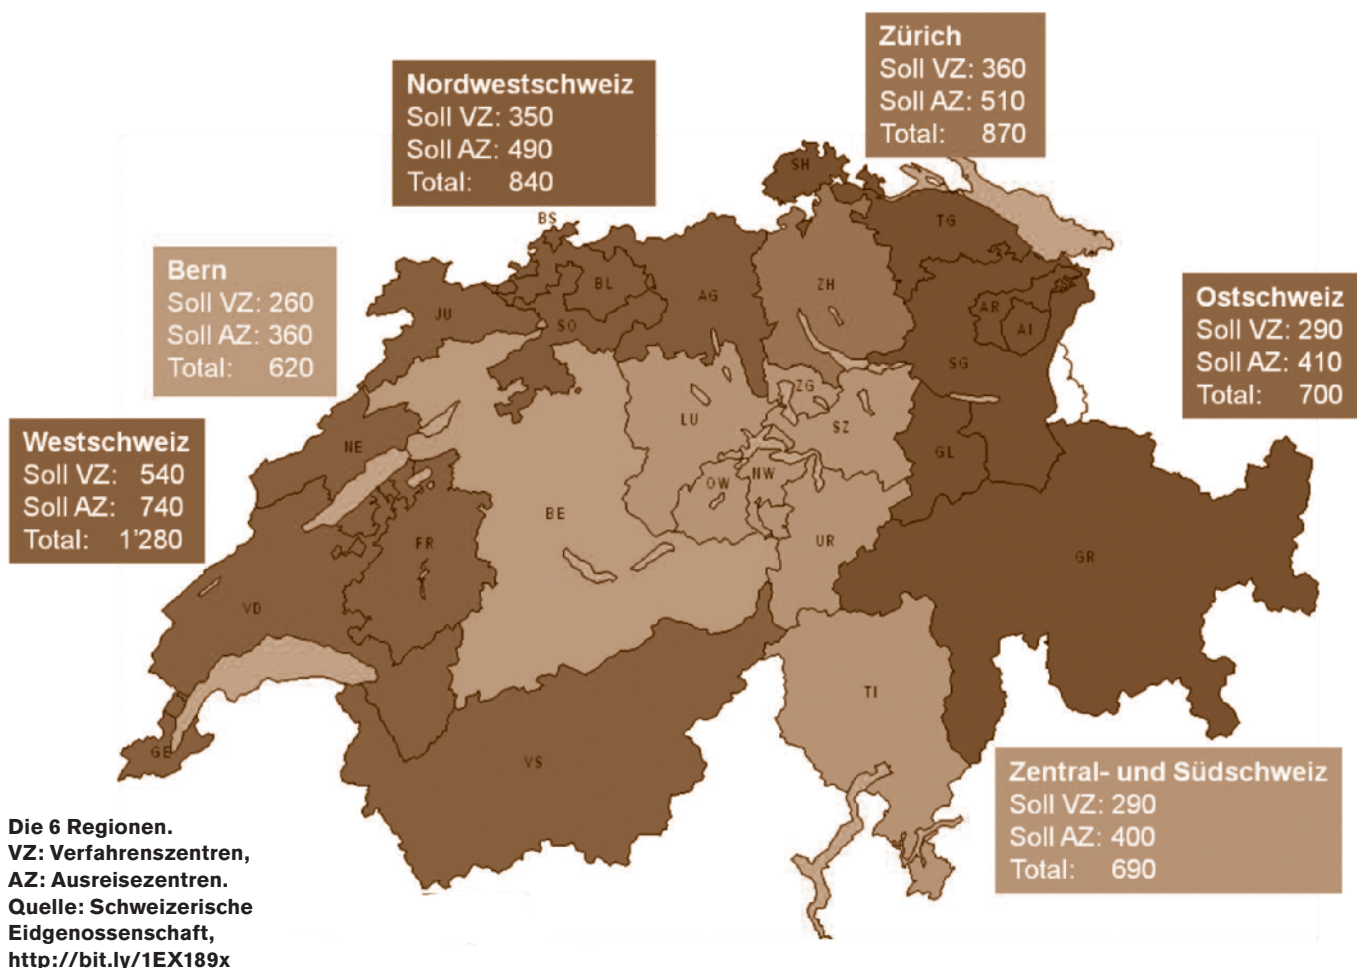 Zürich
Soll VZ: 360
Soll AZ: 510
Total: 870
Nordwestschweiz
Soll VZ: 350
Soll AZ: 490
Total: 840
Bern
Soll VZ: 260
Soll AZ: 360
Total: 620
Ostschweiz
Soll VZ: 290
Soll AZ: 410
Total: 700
Westschweiz
Soll VZ: 540
Soll AZ: 740
Total: 1'280
Zentral- und Südschweiz
Soll VZ: 290
Soll AZ: 400
Total: 690
SH
BS
TG
BL
AG
ZH
JU
SO
AR
AI
SG
ZG
LU
SZ
NE
GL
OW
NW
BE
FR
UR
GR
VD
TI
GE
VS
Die 6 Regionen.
VZ: Verfahrenszentren,
AZ: Ausreisezentren.
Quelle: Schweizerische
Eidgenossenschaft,
http://bit.ly/1EX189x